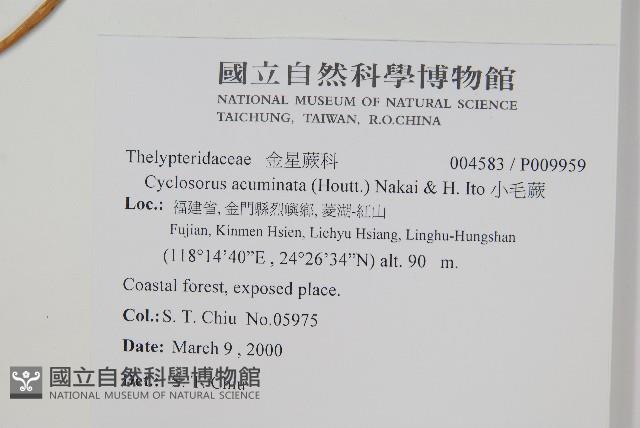 國立自然科學博物館
NATIONAL MUSEUM OF NATURAL SCIENCE
TAICHUNG, TAIWAN, R.O.CHINA
Thelypteridaceae 金星蕨科 004583 / P009959
Cyclosorus acuminata (Houtt.) Nakai & H. Ito 小毛蕨
Loc.: 福建省, 金門縣烈嶼鄉, 菱湖-紅山
Fujian, Kinmen Hsien, Liehyu Hsiang, Linghu-Hungshan
(118°14'40"E , 24°26'34"N) alt. 90 m.
Coastal forest, exposed place.
Col.: S. T. Chiu No.05975
Date: March 9 , 2000
Det.: S. T. Chiu
國立自然科學博物館
NATIONAL MUSEUM OF NATURAL SCIENCE